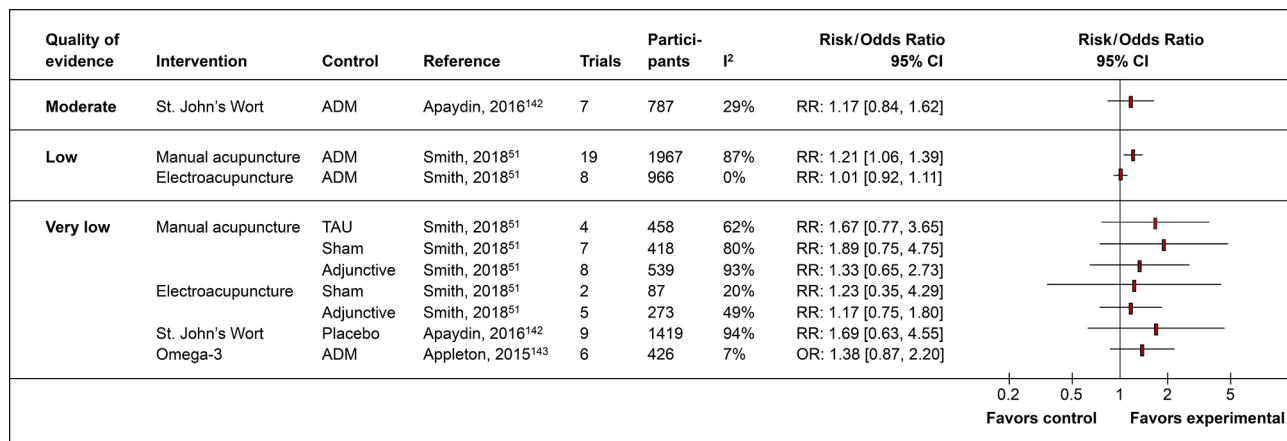 Quality of evidence Intervention Control Reference Trials Partici-pants I² Risk/Odds Ratio 95% CI Risk/Odds Ratio 95% CI
Moderate St. John's Wort ADM Apaydin, 2016¹⁴² 7 787 29% RR: 1.17 [0.84, 1.62]
Low Manual acupuncture ADM Smith, 2018⁵¹ 19 1967 87% RR: 1.21 [1.06, 1.39]
Electroacupuncture ADM Smith, 2018⁵¹ 8 966 0% RR: 1.01 [0.92, 1.11]
Very low Manual acupuncture TAU Smith, 2018⁵¹ 4 458 62% RR: 1.67 [0.77, 3.65]
Sham Smith, 2018⁵¹ 7 418 80% RR: 1.89 [0.75, 4.75]
Adjunctive Smith, 2018⁵¹ 8 539 93% RR: 1.33 [0.65, 2.73]
Electroacupuncture Sham Smith, 2018⁵¹ 2 87 20% RR: 1.23 [0.35, 4.29]
Adjunctive Smith, 2018⁵¹ 5 273 49% RR: 1.17 [0.75, 1.80]
St. John's Wort Placebo Apaydin, 2016¹⁴² 9 1419 94% RR: 1.69 [0.63, 4.55]
Omega-3 ADM Appleton, 2015¹⁴³ 6 426 7% OR: 1.38 [0.87, 2.20]
0.2 0.5 1 2 5
Favors control Favors experimental